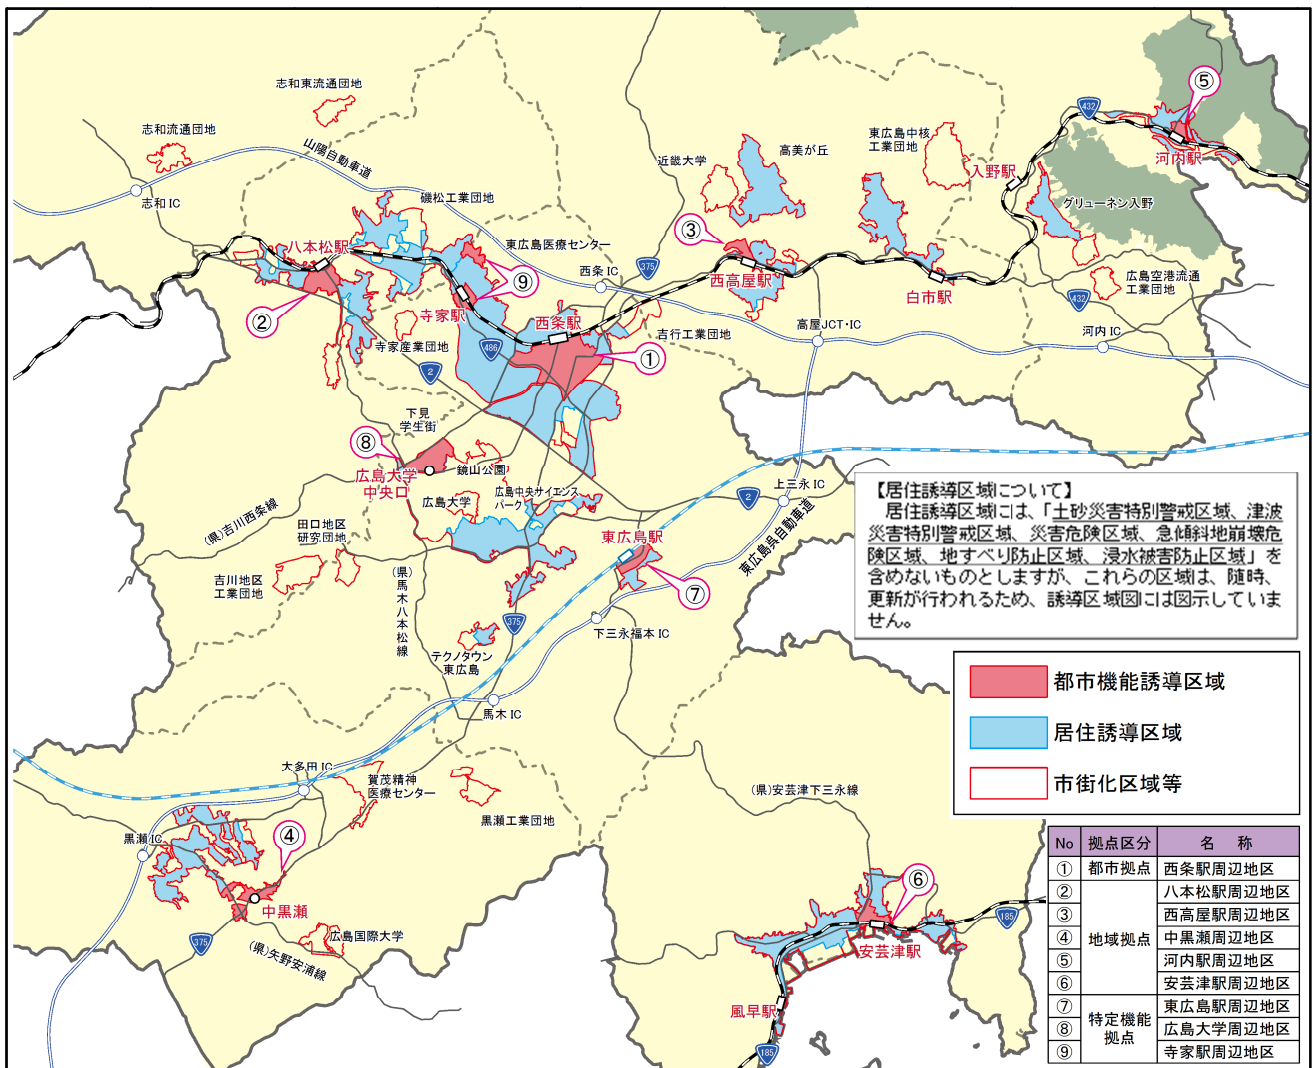 志和東流通団地
志和流通団地
山陽自動車道
志和IC
磯松工業団地
八本松駅
東広島医療センター
西条IC
375
近畿大学
高美が丘
東広島中核
工業団地
入野駅
432
⑤
河内駅
グリューネン入野
③
西高屋駅
白市駅
広島空港流通
工業団地
432
河内IC
高屋JCT・IC
②
⑨
寺家駅
西条駅
吉行工業団地
寺家産業団地
486
2
①
下見
学生街
⑧
広島大学
中央口
鏡山公園
広島大学
広島中央サイエンス
パーク
(県)吉川西条線
田口地区
研究団地
吉川地区
工業団地
(県)馬木八本松線
上三永IC
2
東広島駅
東広島呉自動車道
⑦
375
下三永福本IC
テクノタウン
東広島
馬木IC
【居住誘導区域について】
居住誘導区域には、「土砂災害特別警戒区域、津波
災害特別警戒区域、災害危険区域、急傾斜地崩壊危
険区域、地すべり防止区域、浸水被害防止区域」を
含めないものとしますが、これらの区域は、随時、
更新が行われるため、誘導区域図には図示していま
せん。
都市機能誘導区域
居住誘導区域
市街化区域等
大多田IC
賀茂精神
医療センター
黒瀬工業団地
(県)安芸津下三永線
黒瀬IC
④
中黒瀬
広島国際大学
375
(県)矢野安浦線
⑥
安芸津駅
185
風早駅
185
No 拠点区分 名 称
① 都市拠点 西条駅周辺地区
② 地域拠点 八本松駅周辺地区
③ 西高屋駅周辺地区
④ 中黒瀬周辺地区
⑤ 河内駅周辺地区
⑥ 安芸津駅周辺地区
⑦ 特定機能拠点 東広島駅周辺地区
⑧ 広島大学周辺地区
⑨ 寺家駅周辺地区